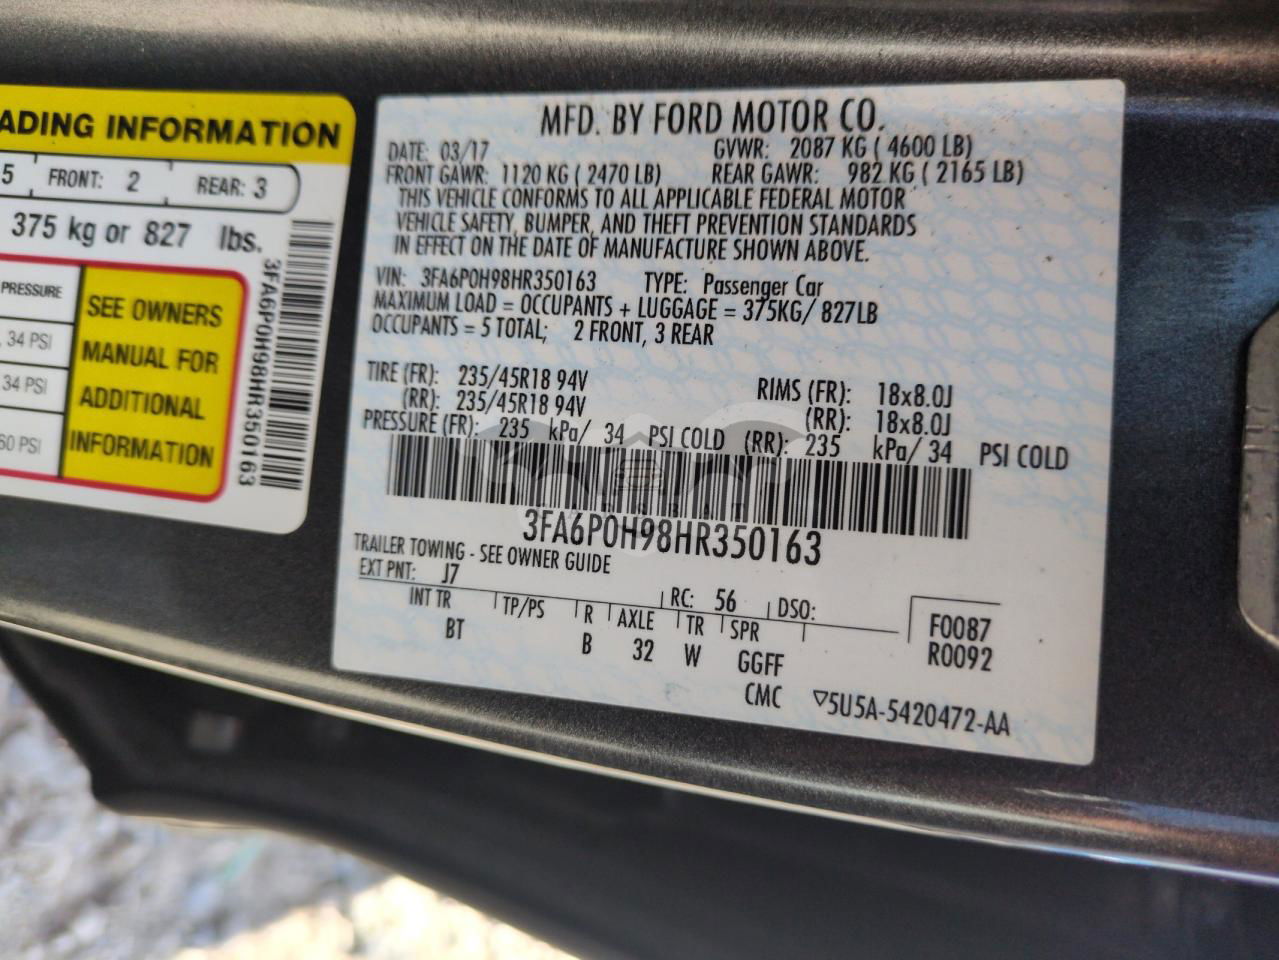 ADING INFORMATION
5 FRONT: 2 REAR: 3
375 kg or 827 lbs.
PRESSURE
, 34 PSI
34 PSI
60 PSI
SEE OWNERS
MANUAL FOR
ADDITIONAL
INFORMATION
3FA6P0H98HR350163
MFD. BY FORD MOTOR CO.
DATE: 03/17 GVWR: 2087 KG ( 4600 LB)
FRONT GAWR: 1120 KG ( 2470 LB) REAR GAWR: 982 KG ( 2165 LB)
THIS VEHICLE CONFORMS TO ALL APPLICABLE FEDERAL MOTOR
VEHICLE SAFETY, BUMPER, AND THEFT PREVENTION STANDARDS
IN EFFECT ON THE DATE OF MANUFACTURE SHOWN ABOVE.
VIN: 3FA6P0H98HR350163 TYPE: Passenger Car
MAXIMUM LOAD = OCCUPANTS + LUGGAGE = 375KG/ 827LB
OCCUPANTS = 5 TOTAL; 2 FRONT, 3 REAR
TIRE (FR): 235/45R18 94V RIMS (FR): 18x8.0J
(RR): 235/45R18 94V (RR): 18x8.0J
PRESSURE (FR): 235 kPa/ 34 PSI COLD (RR): 235 kPa/ 34 PSI COLD
3FA6P0H98HR350163
TRAILER TOWING - SEE OWNER GUIDE
EXT PNT: J7 RC: 56 DSO:
INT TR TP/PS R AXLE TR SPR F0087
BT B 32 W GGFF R0092
CMC ▽5U5A-5420472-AA